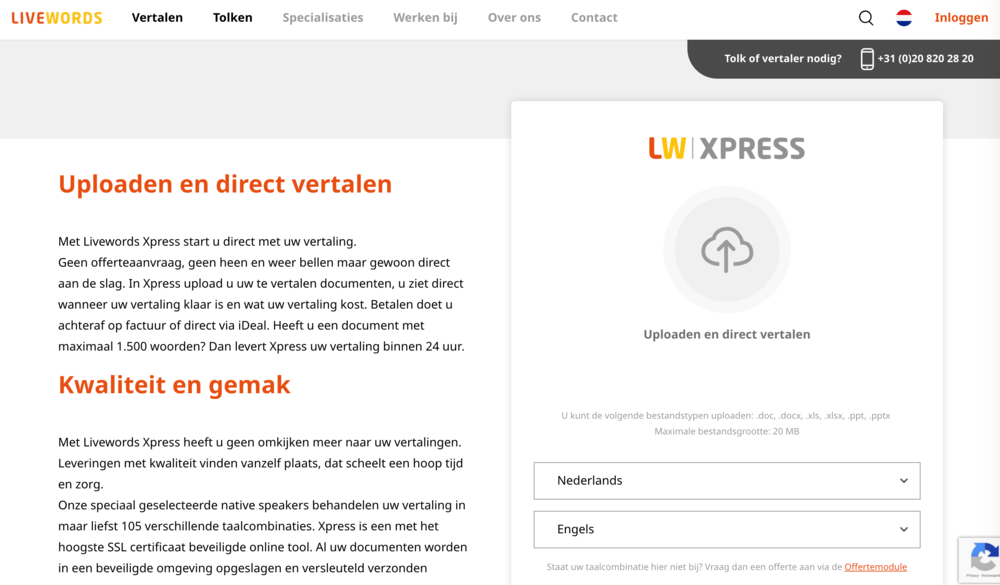 LIVEWORDS Vertalen Tolken Specialisaties Werken bij Over ons Contact Inloggen
Tolk of vertaler nodig? +31 (0)20 820 28 20
Uploaden en direct vertalen
Met Livewords Xpress start u direct met uw vertaling.
Geen offerteaanvraag, geen heen en weer bellen maar gewoon direct
aan de slag. In Xpress upload u uw te vertalen documenten, u ziet direct
wanneer uw vertaling klaar is en wat uw vertaling kost. Betalen doet u
achteraf op factuur of direct via iDeal. Heeft u een document met
maximaal 1.500 woorden? Dan levert Xpress uw vertaling binnen 24 uur.
Kwaliteit en gemak
Met Livewords Xpress heeft u geen omkijken meer naar uw vertalingen.
Leveringen met kwaliteit vinden vanzelf plaats, dat scheelt een hoop tijd
en zorg.
Onze speciaal geselecteerde native speakers behandelen uw vertaling in
maar liefst 105 verschillende taalcombinaties. Xpress is een met het
hoogste SSL certificaat beveiligde online tool. Al uw documenten worden
in een beveiligde omgeving opgeslagen en versleuteld verzonden
LW|XPRESS
Uploaden en direct vertalen
U kunt de volgende bestandstypen uploaden: .doc, .docx, .xls, .xlsx, .ppt, .pptx
Maximale bestandsgrootte: 20 MB
Nederlands
Engels
Staat uw taalcombinatie hier niet bij? Vraag dan een offerte aan via de Offertemodule